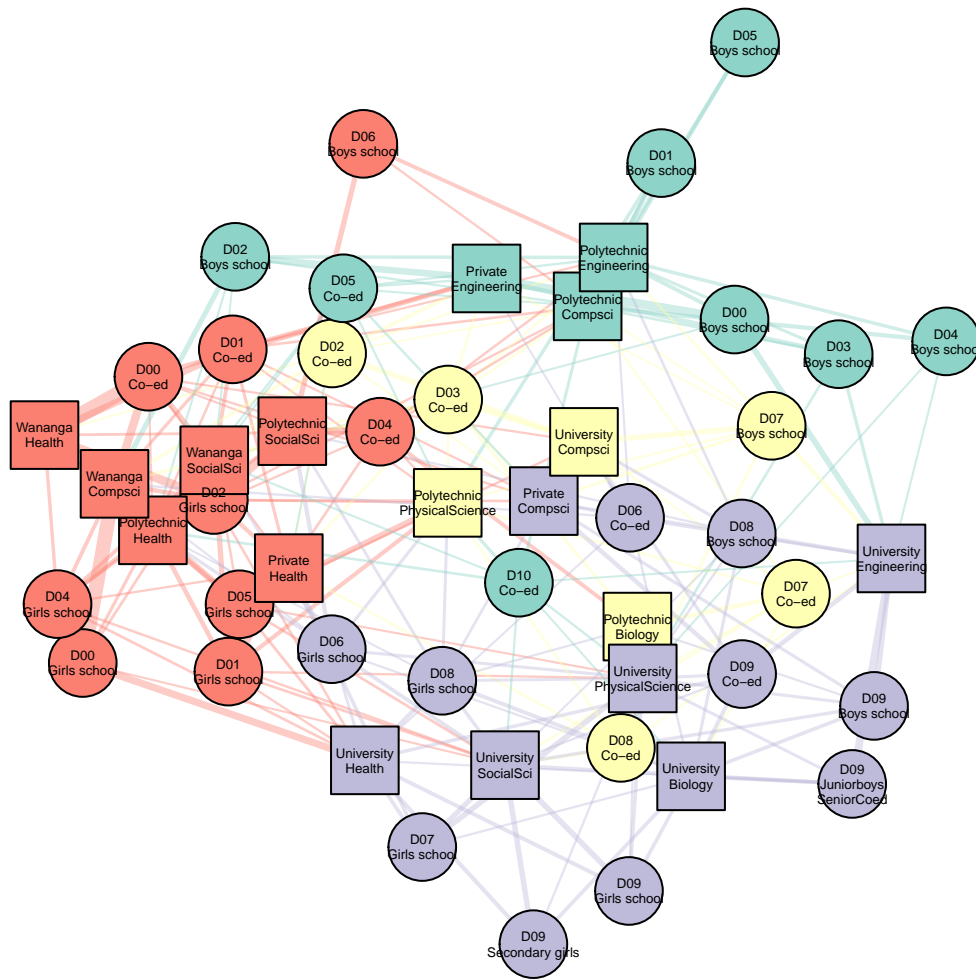 D05
Boys school
D06
Boys school
D01
Boys school
D02
Boys school
Polytechnic
Engineering
Private
Engineering
D05
Co−ed
Polytechnic
Compsci
D00
Boys school
D04
Boys school
D03
Boys school
D01
Co−ed
D02
Co−ed
D00
Co−ed
D03
Co−ed
D07
Boys school
Wananga
Health
Polytechnic
SocialSci
D04
Co−ed
University
Compsci
Wananga
SocialSci
Wananga
Compsci
D02
Girls school
Polytechnic
PhysicalScience
Private
Compsci
D06
Co−ed
D08
Boys school
Polytechnic
Health
University
Engineering
Private
Health
D10
Co−ed
D07
Co−ed
D04
Girls school
D05
Girls school
Polytechnic
Biology
D06
Girls school
D00
Girls school
D01
Girls school
D08
Girls school
University
PhysicalScience
D09
Co−ed
D09
Boys school
University
Health
University
SocialSci
D08
Co−ed
University
Biology
D09
Juniorboys
SeniorCoed
D07
Girls school
D09
Girls school
D09
Secondary girls